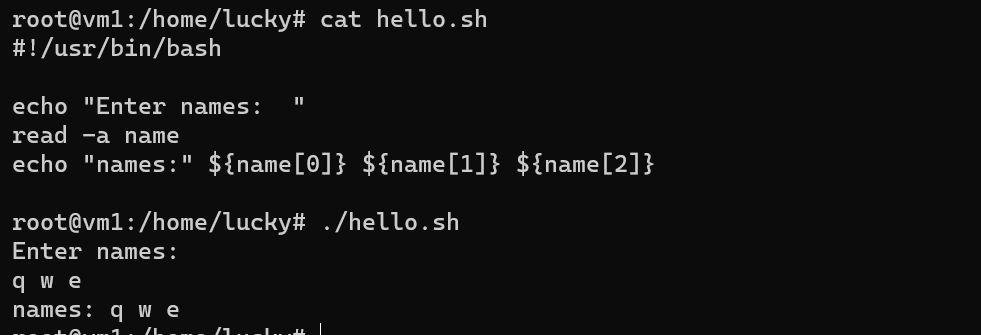 root@vm1:/home/lucky# cat hello.sh
#!/usr/bin/bash
echo "Enter names:  "
read -a name
echo "names:" ${name[0]} ${name[1]} ${name[2]}
root@vm1:/home/lucky# ./hello.sh
Enter names:
q w e
names: q w e
root@vm1:/home/lucky#